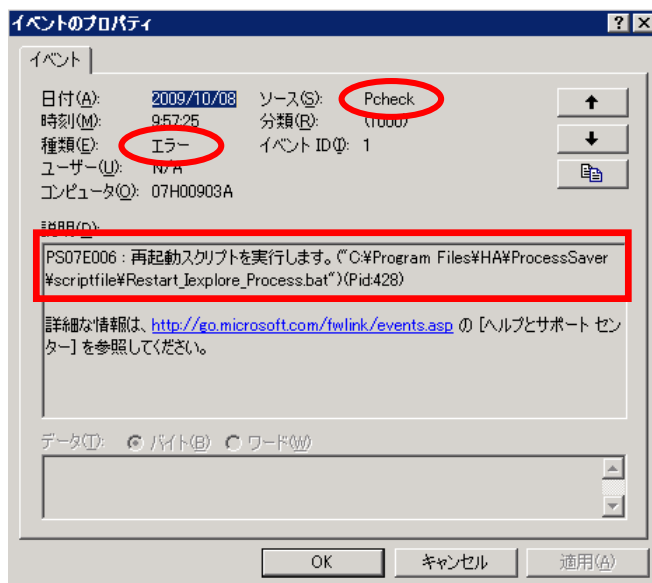 イベントのプロパティ
イベント
日付(A): 2009/10/08 ソース(S): Pcheck
時刻(M): 9:57:25 分類(R): (1000)
種類(E): エラー イベント ID(I): 1
ユーザー(U): N/A
コンピュータ(O): 07H00903A
説明(D):
PS07E006 : 再起動スクリプトを実行します。("C:¥Program Files¥HA¥ProcessSaver
¥scriptfile¥Restart_Iexplore_Process.bat")(Pid:428)
詳細な情報は、http://go.microsoft.com/fwlink/events.asp の [ヘルプとサポート セン
ター] を参照してください。
データ(T): バイト(B) ワード(W)
OK キャンセル 適用(A)